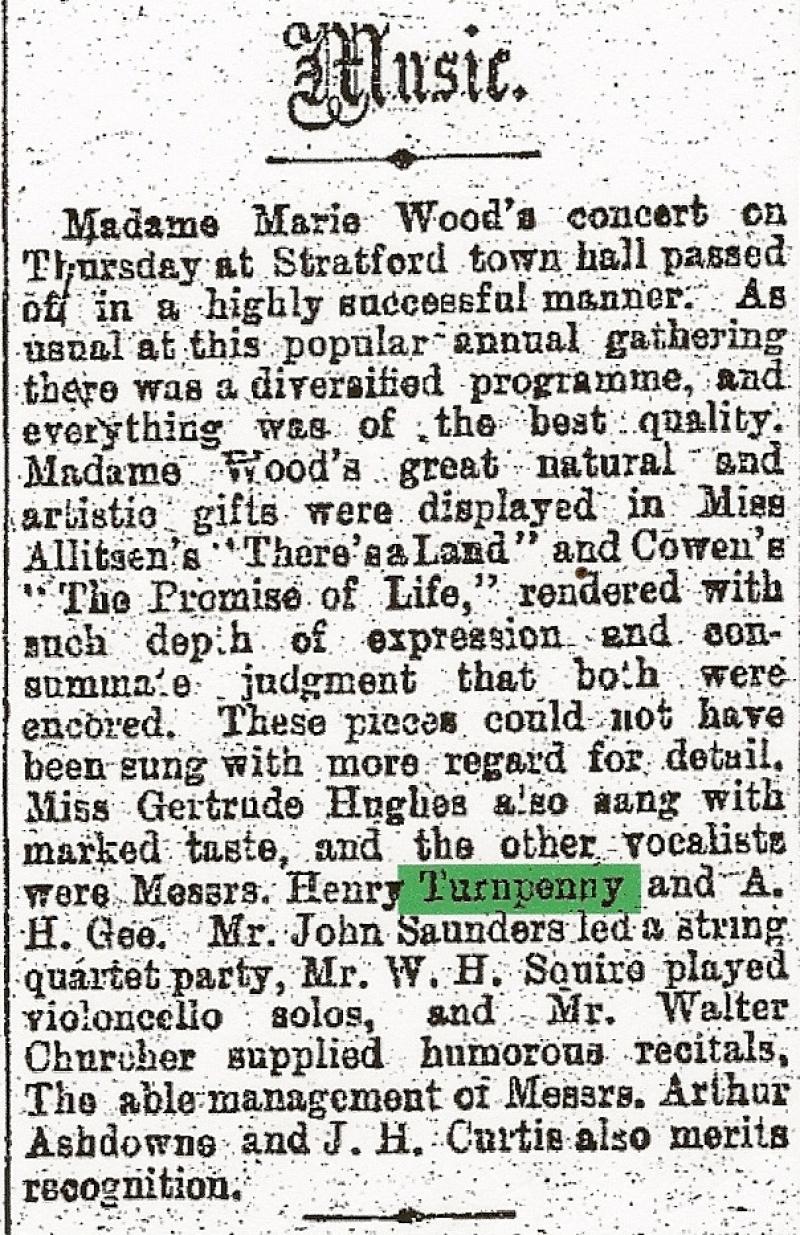 Music.
Madame Marie Wood's concert on
Thursday at Stratford town hall passed
off in a highly successful manner. As
usual at this popular annual gathering
there was a diversified programme, and
everything was of the best quality.
Madame Wood's great natural and
artistic gifts were displayed in Miss
Allitsen's "There's a Land" and Cowen's
"The Promise of Life," rendered with
such depth of expression and con-
summate judgment that both were
encored. These pieces could not have
been sung with more regard for detail.
Miss Gertrude Hughes also sang with
marked taste, and the other vocalists
were Messrs. Henry Turnpenny and A.
H. Gee. Mr. John Saunders led a string
quartet party, Mr. W. H. Squire played
violoncello solos, and Mr. Walter
Churcher supplied humorous recitals.
The able management of Messrs. Arthur
Ashdowne and J. H. Curtis also merits
recognition.